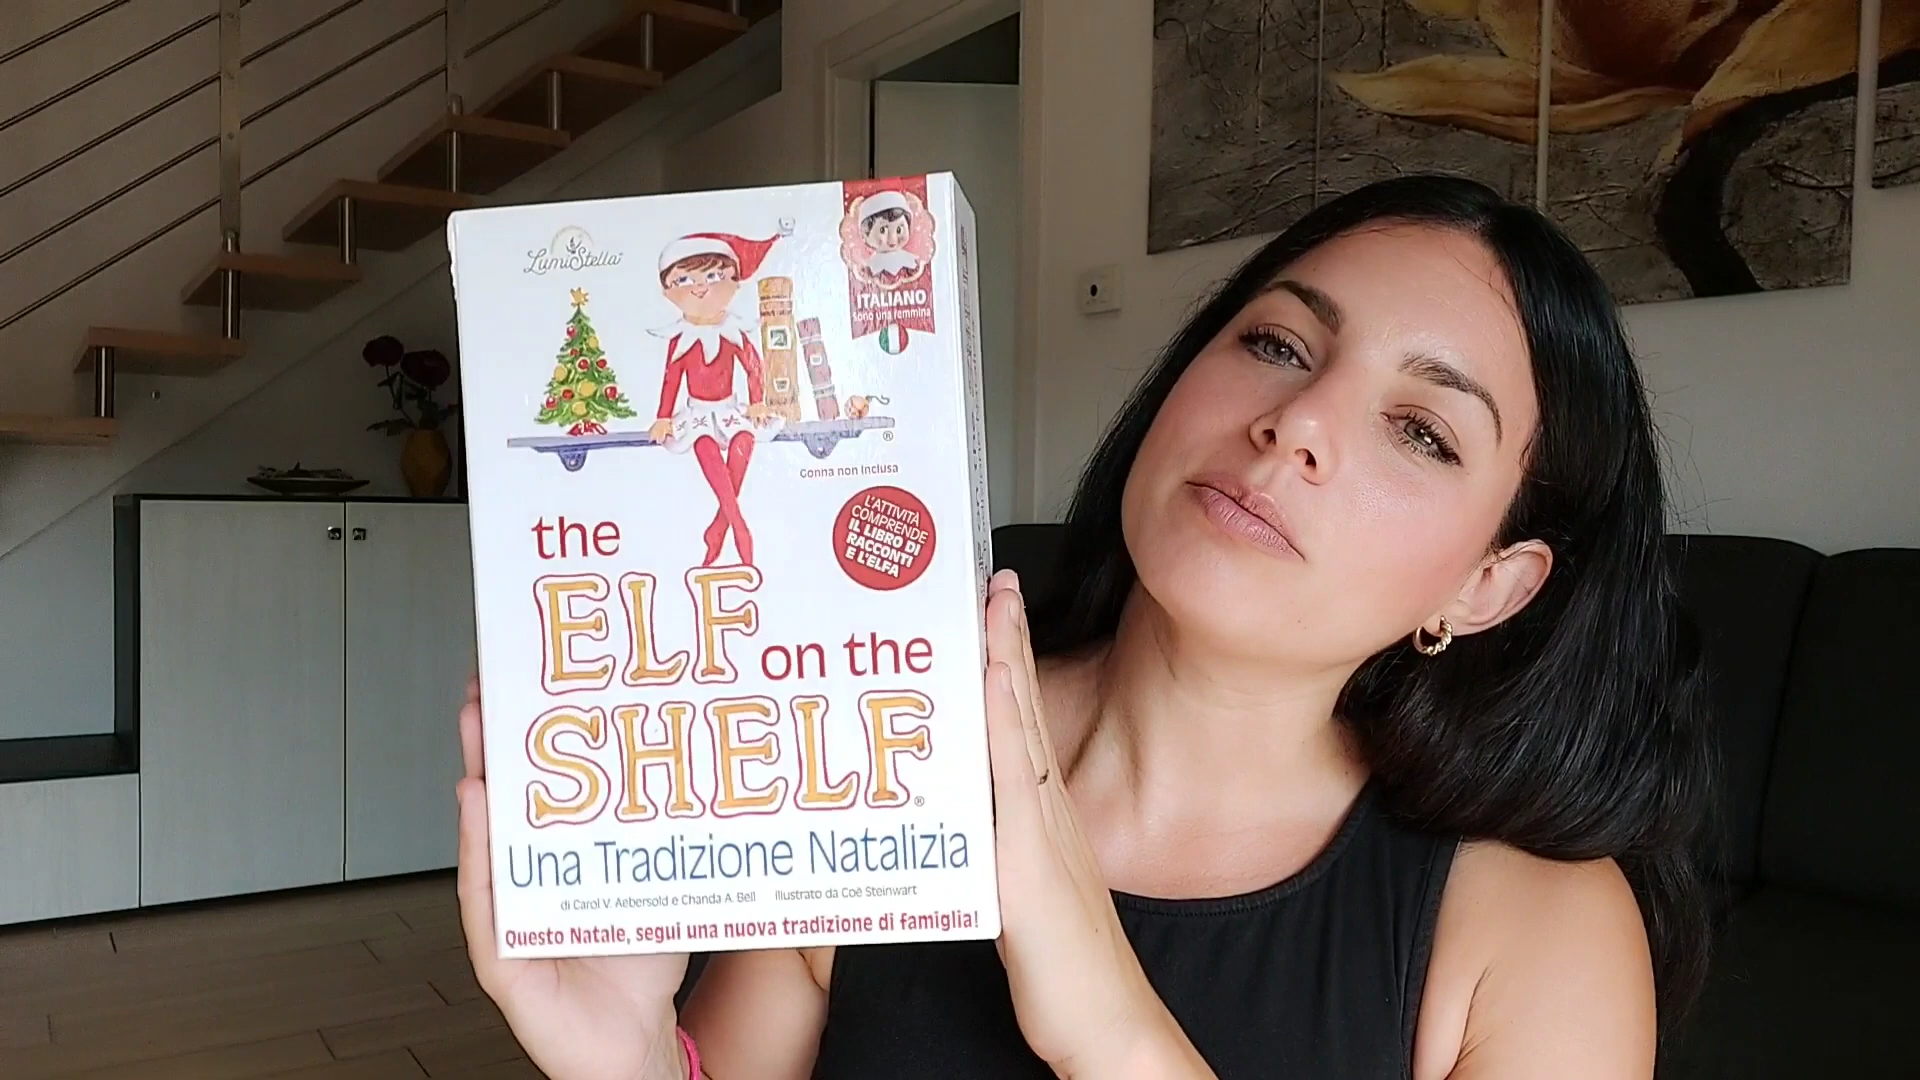 LumiStella
ITALIANO
Sono una femmina
®
Gonna non inclusa
L'ATTIVITÀ
COMPRENDE
IL LIBRO DI
RACCONTI
E L'ELFA
the
ELF
on the
SHELF®
Una Tradizione Natalizia
di Carol V. Aebersold e Chanda A. Bell illustrato da Coë Steinwart
Questo Natale, segui una nuova tradizione di famiglia!